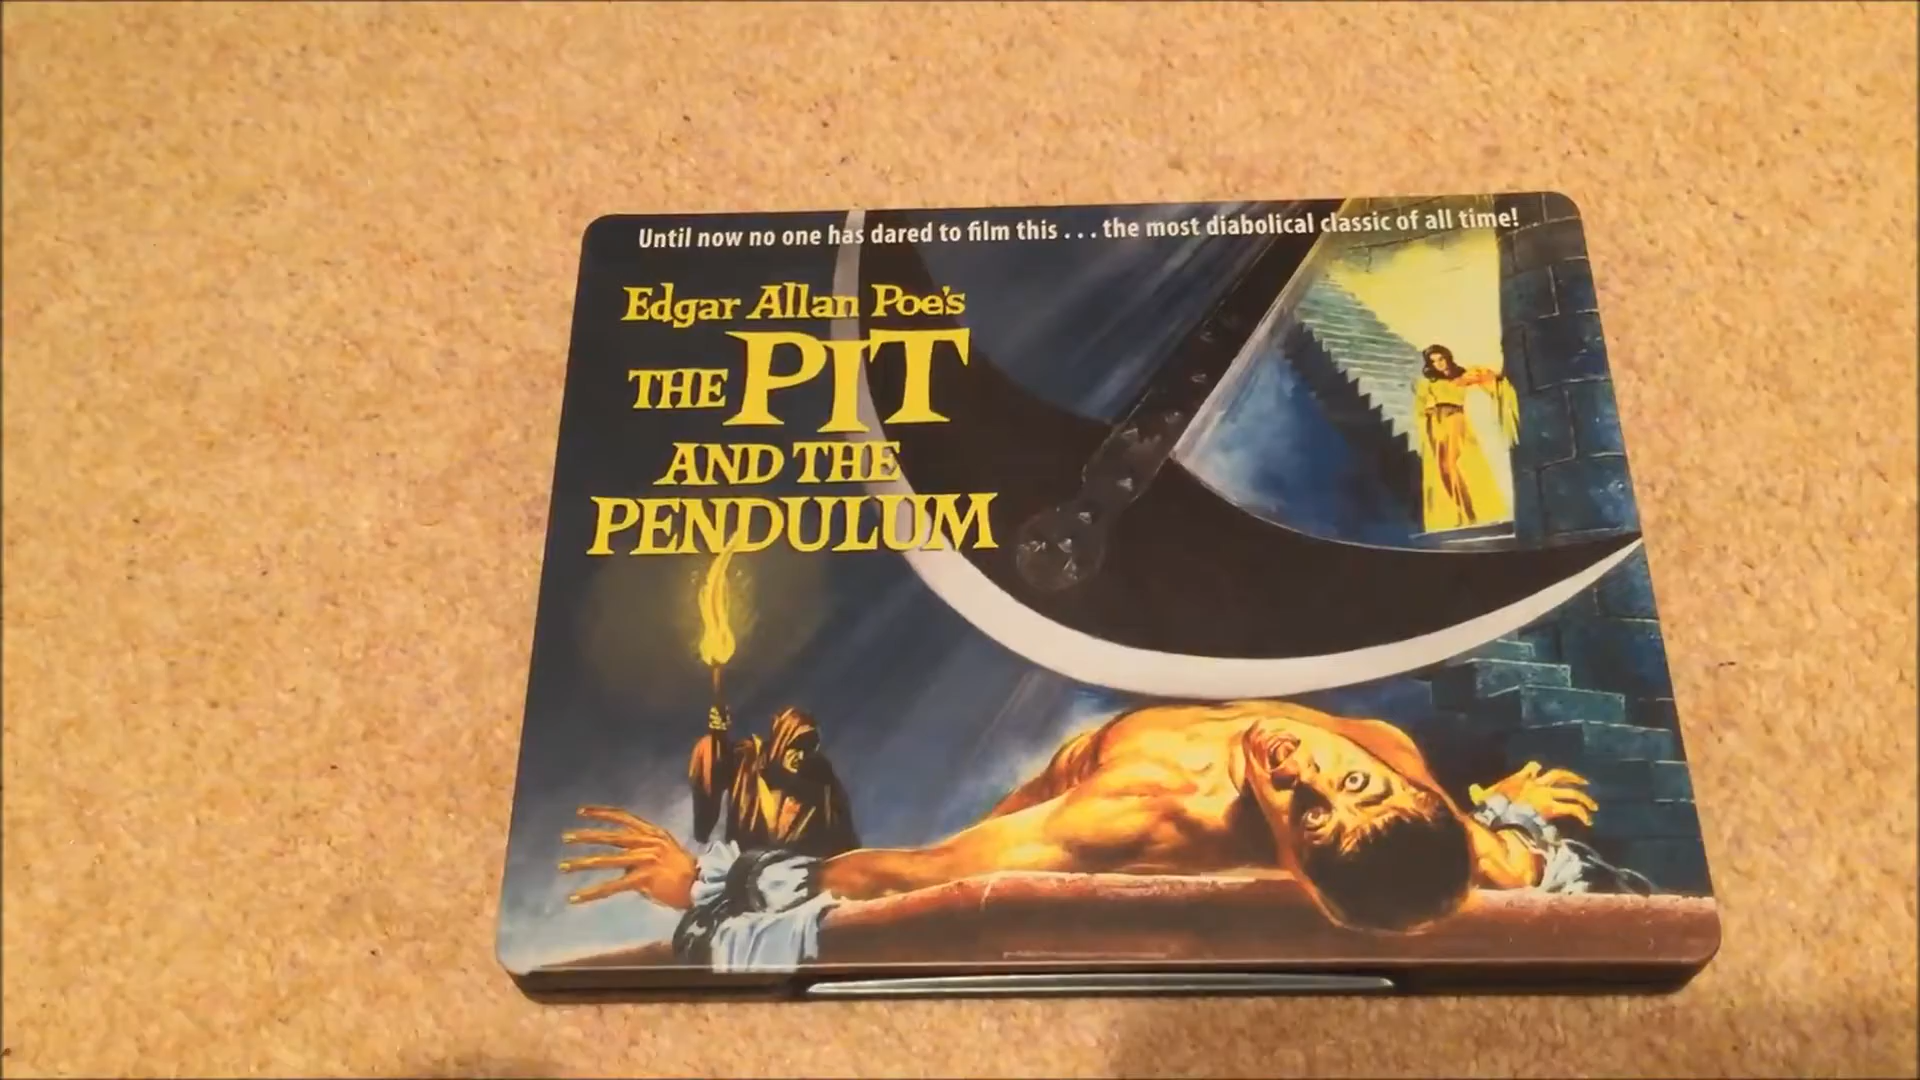 Until now no one has dared to film this . . . the most diabolical classic of all time!
Edgar Allan Poe's
THE PIT
AND THE
PENDULUM